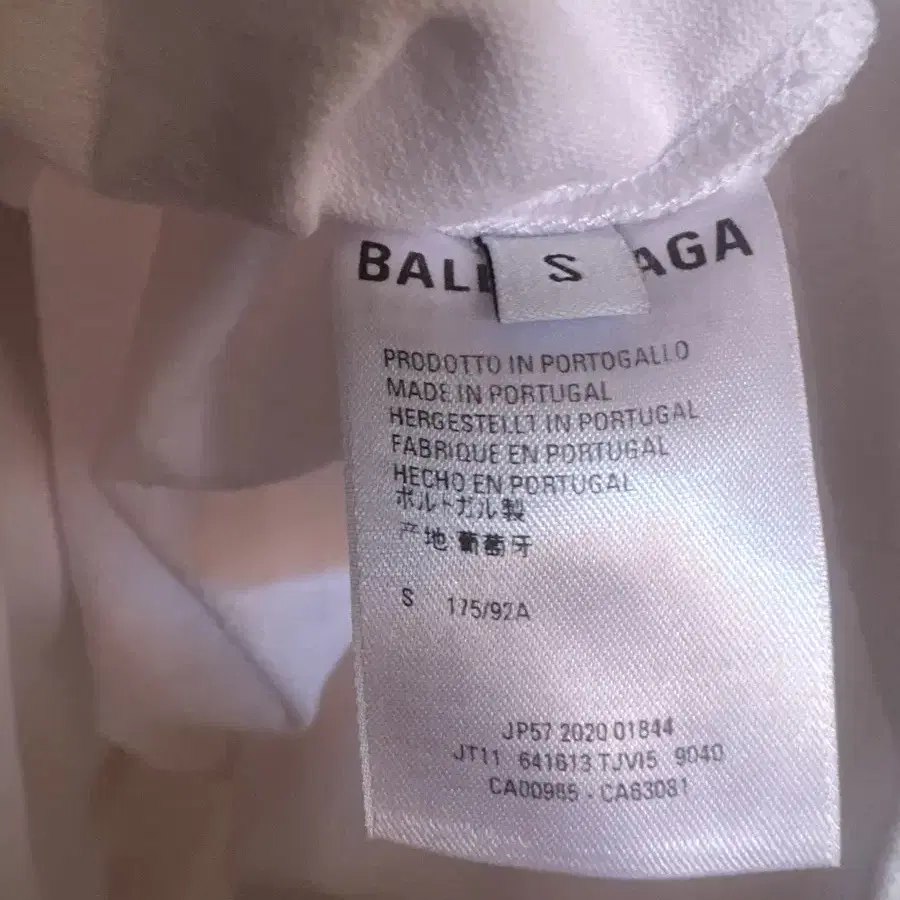 BAL AGA
S
PRODOTTO IN PORTOGALLO
MADE IN PORTUGAL
HERGESTELLT IN PORTUGAL
FABRIQUE EN PORTUGAL
HECHO EN PORTUGAL
ポルトガル製
产地:葡萄牙
S 175/92A
JP57 2020 01844
JT11 641613 TJVI5 9040
CA00985 - CA63081